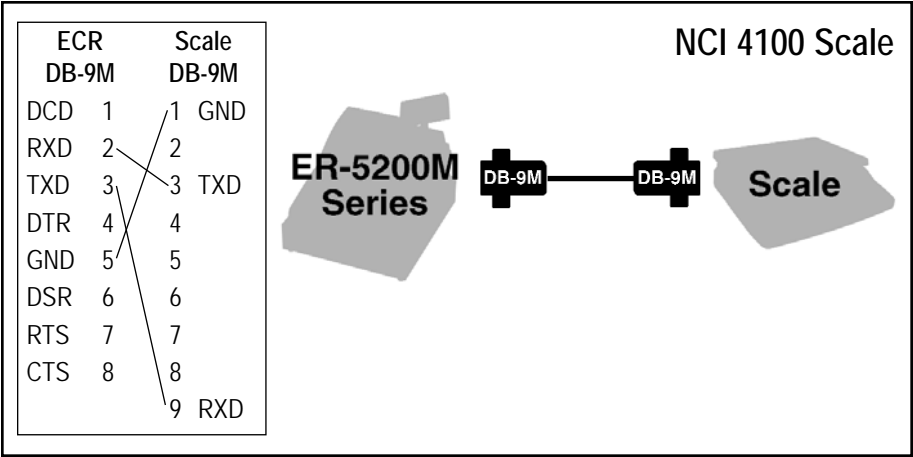 NCI 4100 Scale
ECR Scale
DB-9M DB-9M
DCD 1 1 GND
RXD 2 2
TXD 3 3 TXD
DTR 4 4
GND 5 5
DSR 6 6
RTS 7 7
CTS 8 8
9 RXD
ER-5200M
Series
DB-9M
DB-9M
Scale